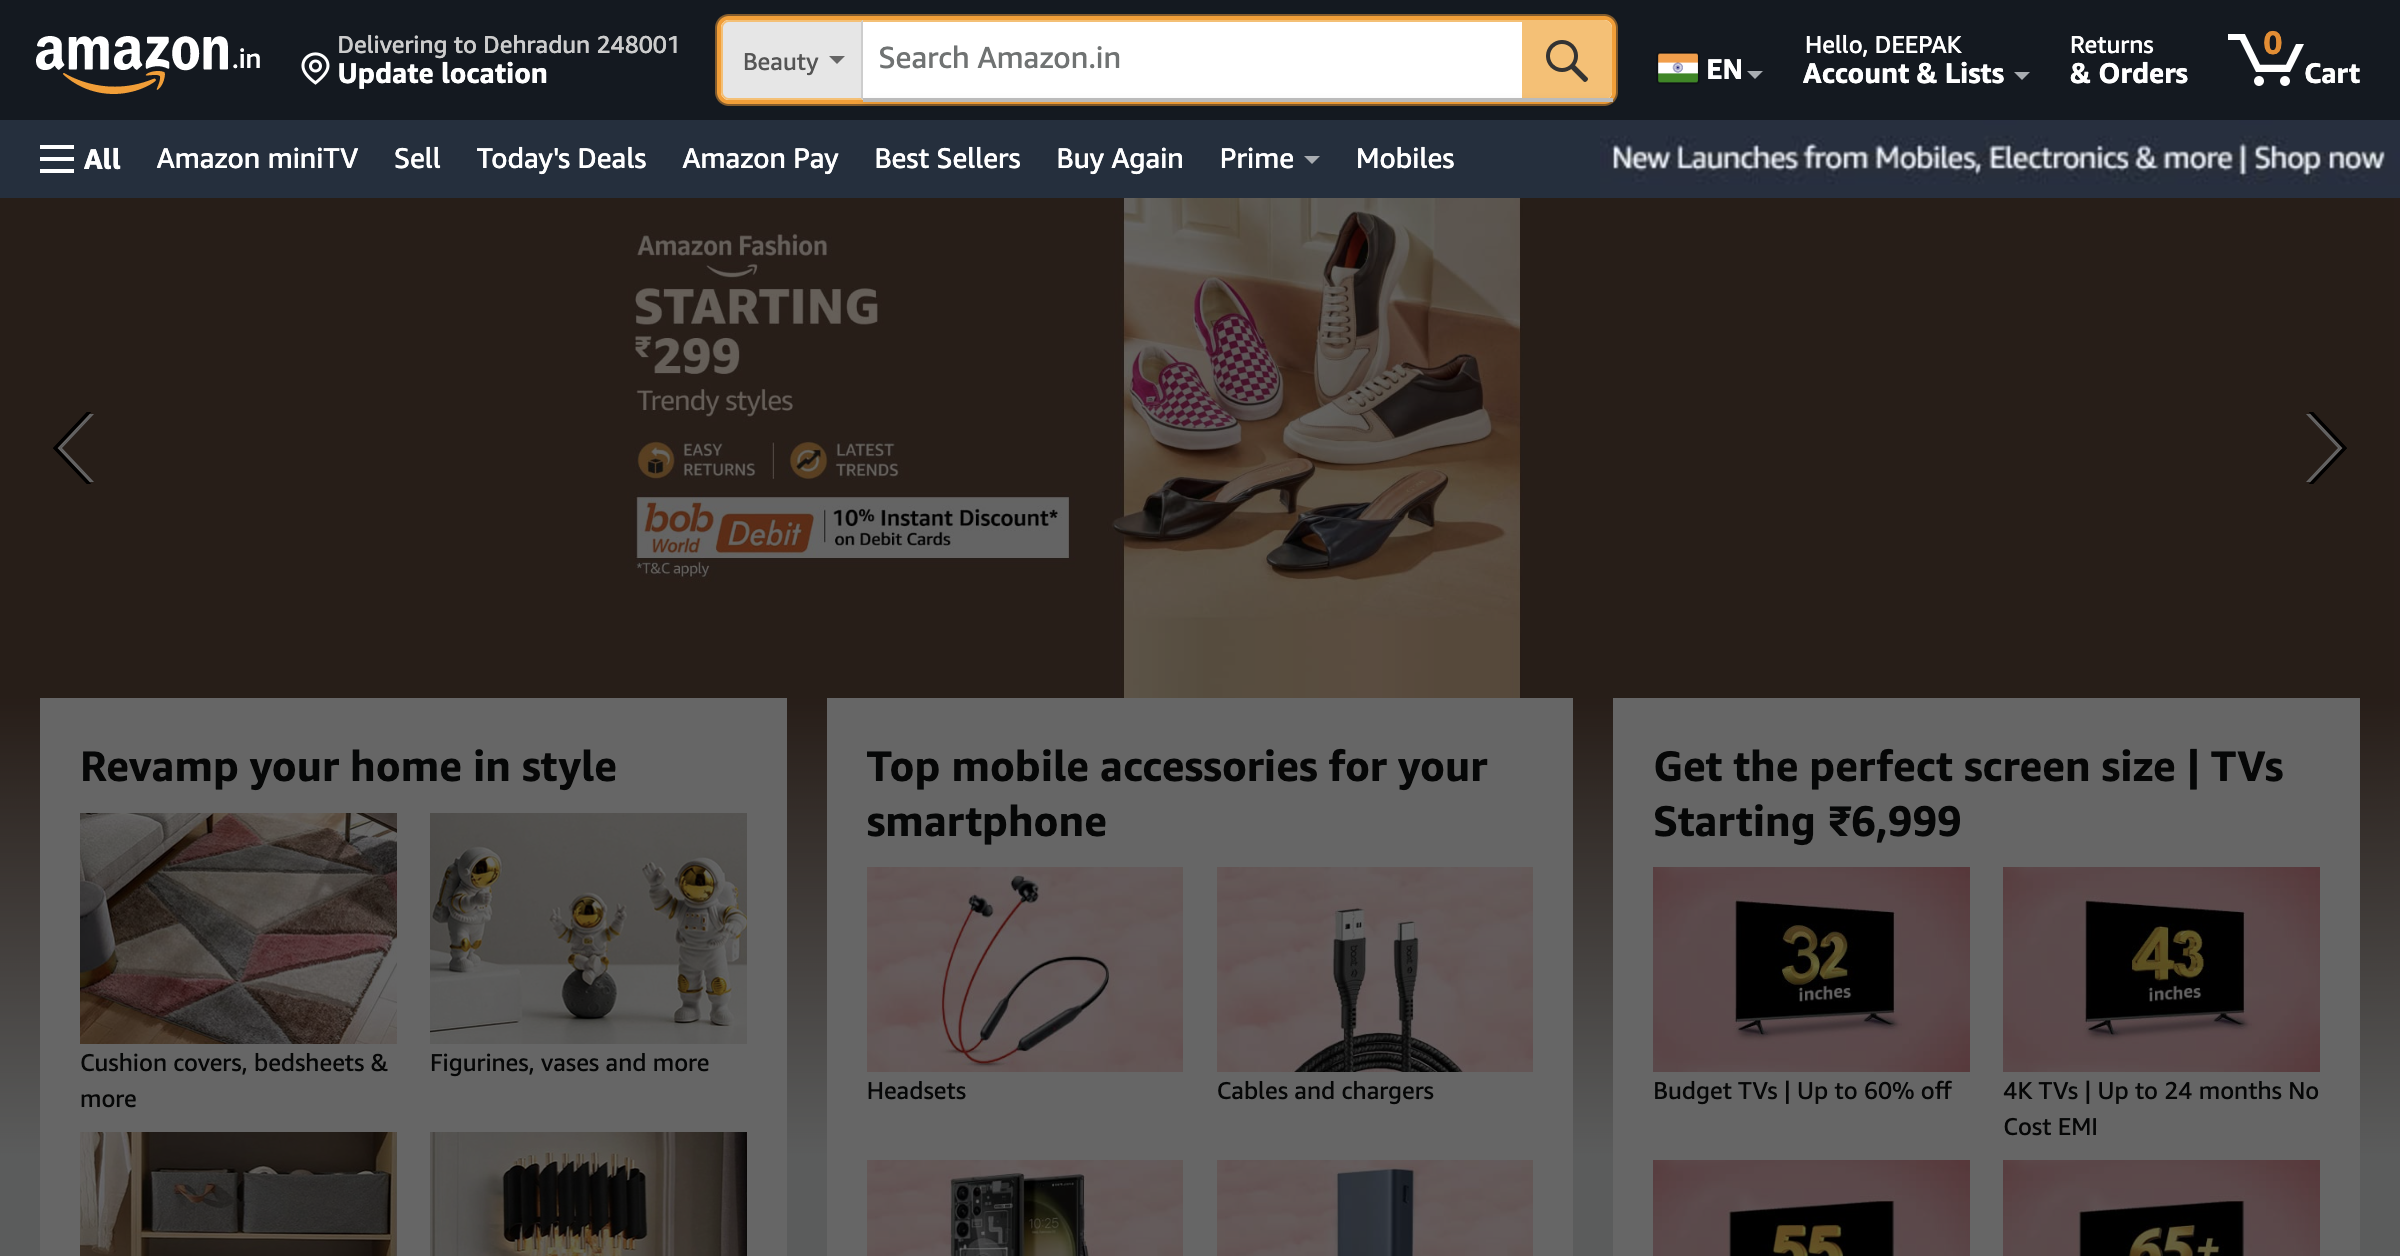 amazon.in
Delivering to Dehradun 248001
Update location
Beauty
Search Amazon.in
EN
Hello, DEEPAK
Account & Lists
Returns
& Orders
0
Cart
All
Amazon miniTV
Sell
Today's Deals
Amazon Pay
Best Sellers
Buy Again
Prime
Mobiles
New Launches from Mobiles, Electronics & more | Shop now
Amazon Fashion
STARTING
₹299
Trendy styles
EASY
RETURNS
LATEST
TRENDS
bob
World
Debit
10% Instant Discount*
on Debit Cards
*T&C apply
Revamp your home in style
Cushion covers, bedsheets &
more
Figurines, vases and more
Top mobile accessories for your
smartphone
boAt
Headsets
Cables and chargers
10:25
Get the perfect screen size | TVs
Starting ₹6,999
32
inches
43
inches
Budget TVs | Up to 60% off
4K TVs | Up to 24 months No
Cost EMI
55
65+